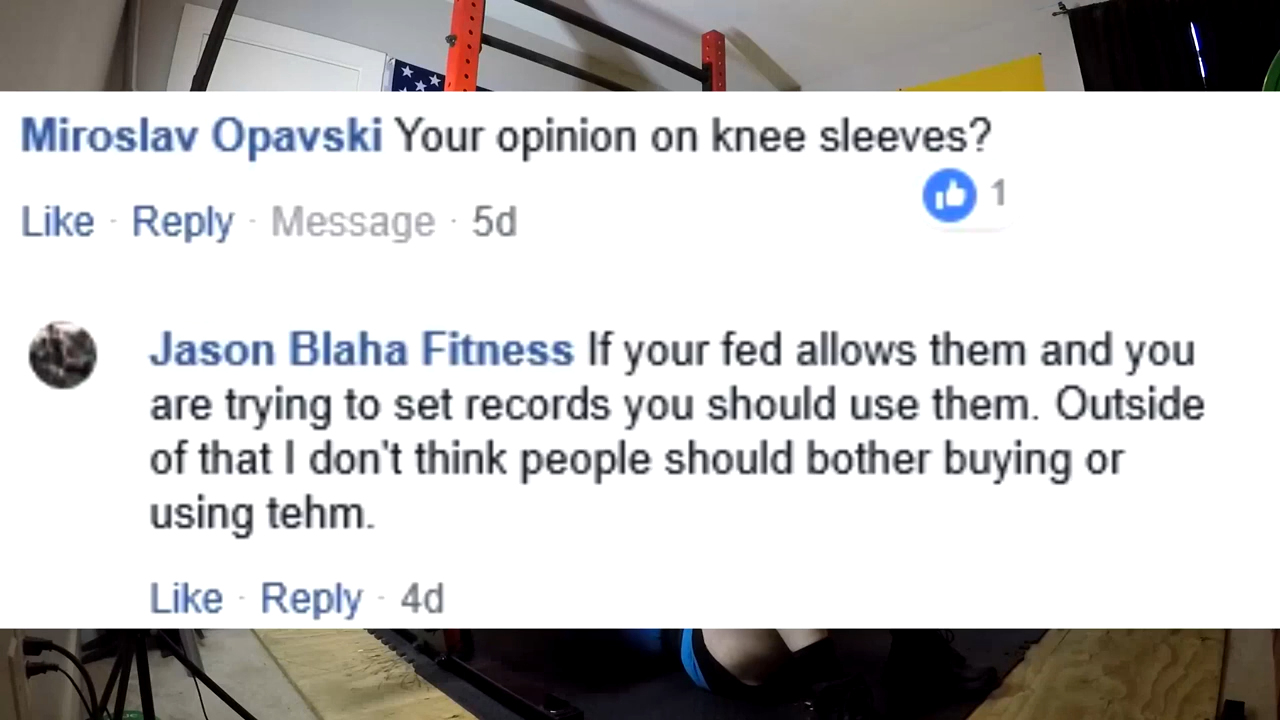 Miroslav Opavski Your opinion on knee sleeves?
1
Like · Reply · Message · 5d
Jason Blaha Fitness If your fed allows them and you
are trying to set records you should use them. Outside
of that I don't think people should bother buying or
using tehm.
Like · Reply · 4d